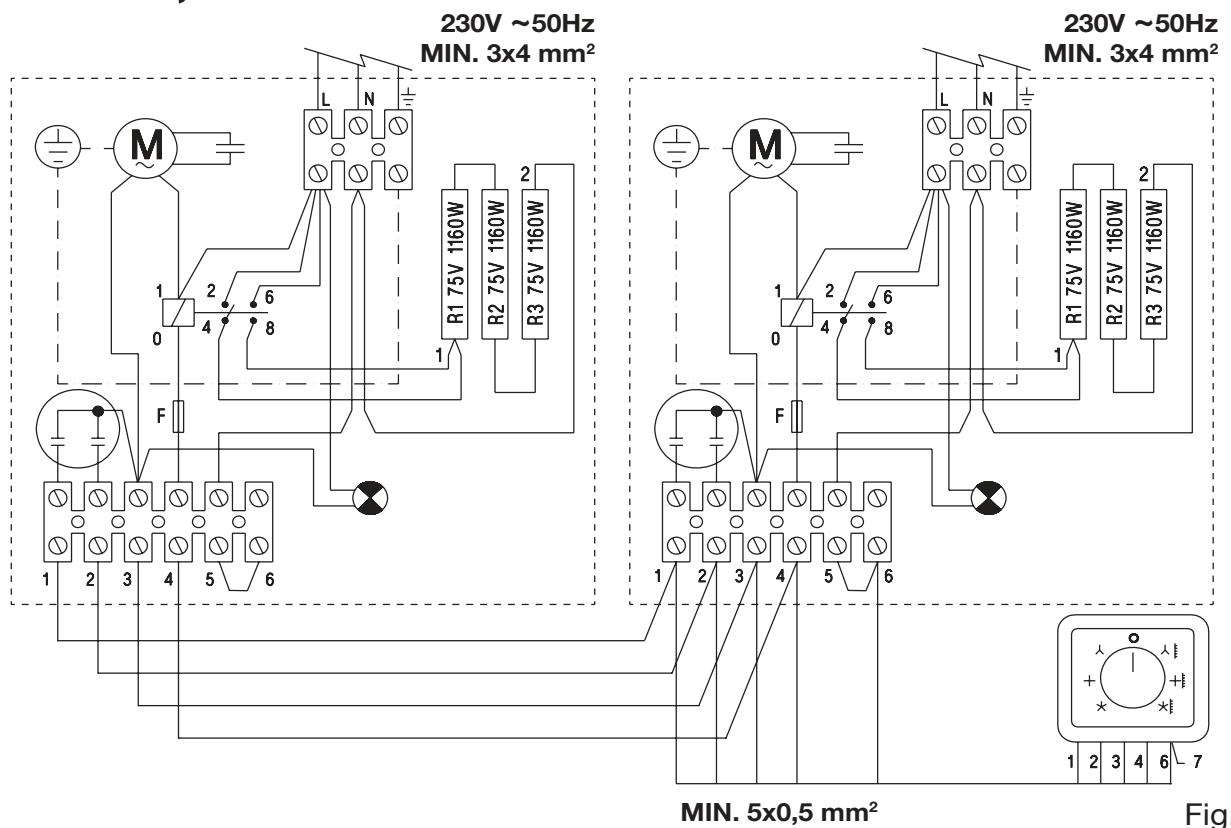 230V ~50Hz
MIN. 3x4 mm²
230V ~50Hz
MIN. 3x4 mm²
L N
M
R1 75V 1160W
R2 75V 1160W
R3 75V 1160W
2
1
1
0
2
6
4
8
F
1 2 3 4 5 6
L N
M
R1 75V 1160W
R2 75V 1160W
R3 75V 1160W
2
1
1
0
2
6
4
8
F
1 2 3 4 5 6
1 2 3 4 6 7
MIN. 5x0,5 mm²
Fig